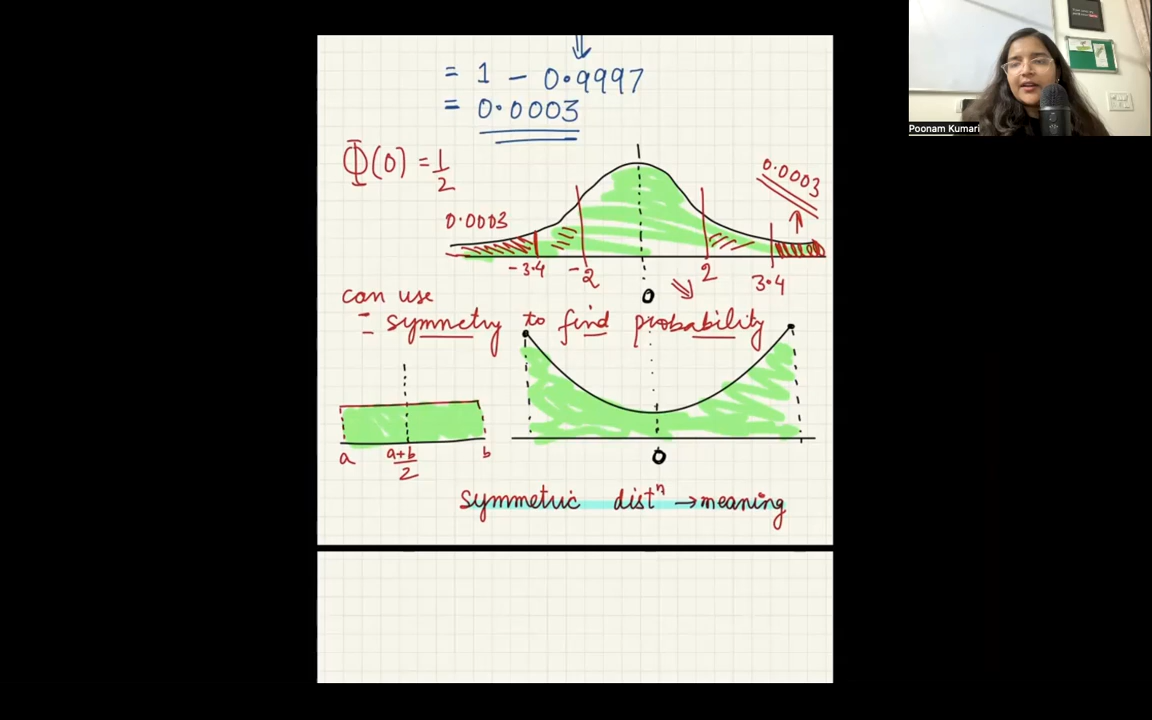 = 1 - 0.9997
= 0.0003
Φ(0) = 1/2
0.0003
0.0003
-3.4
-2
0
2
3.4
can use
= symmetry to find probability
a
a+b/2
b
0
symmetric distⁿ → meaning
Poonam Kumari